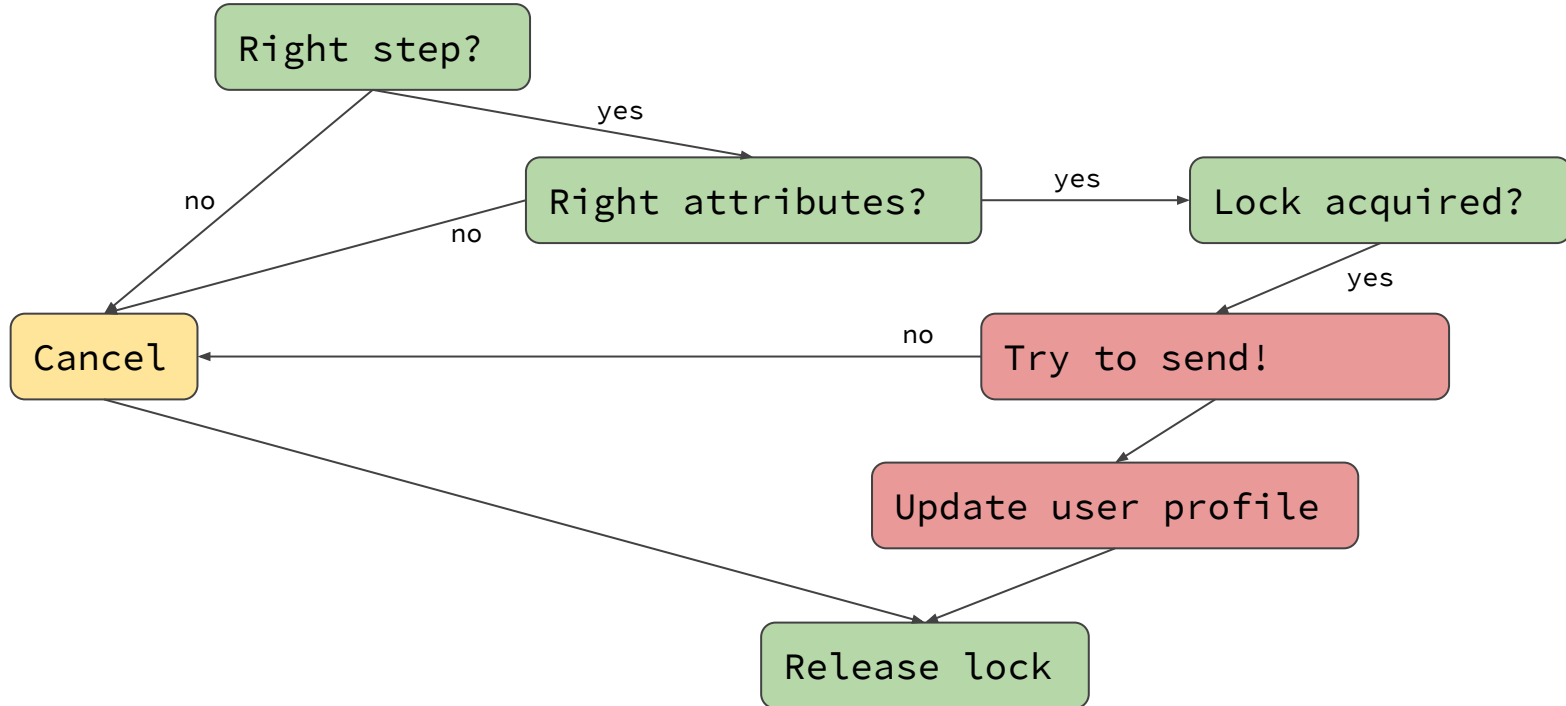 Right step?
yes
no
Right attributes?
yes
Lock acquired?
no
yes
Cancel
no
Try to send!
Update user profile
Release lock